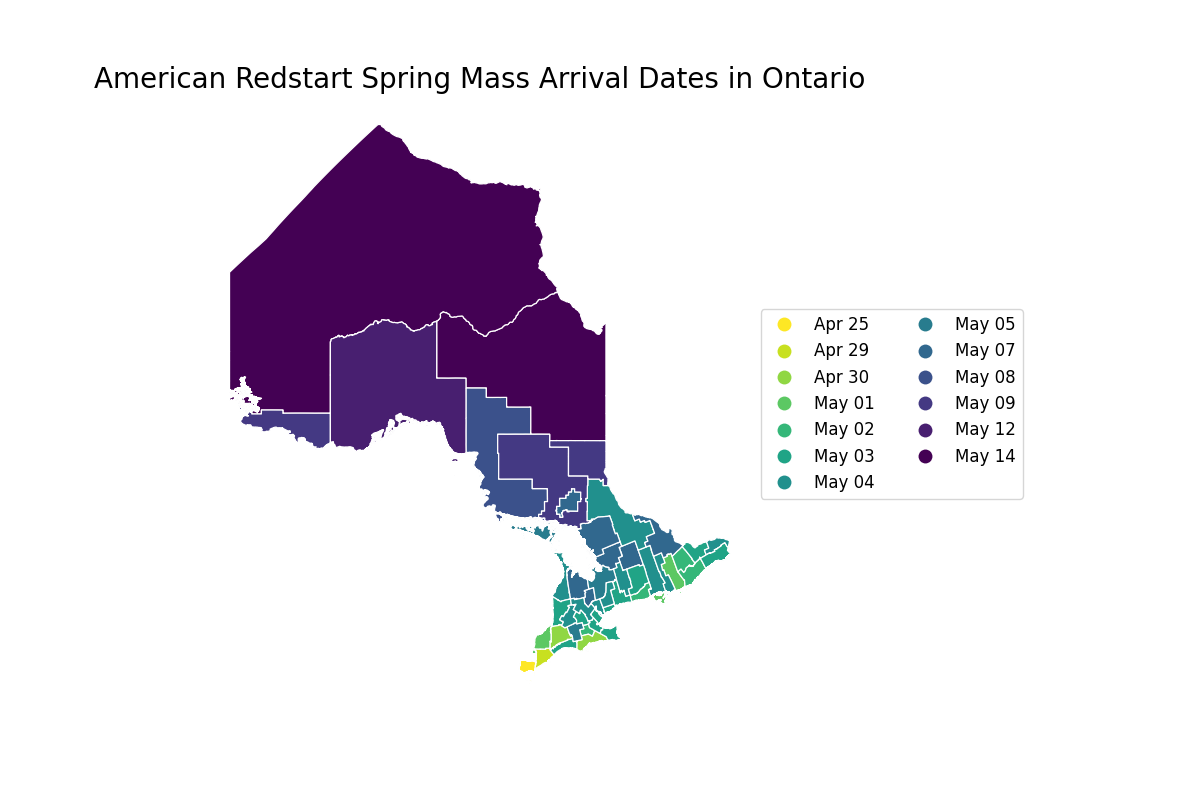 American Redstart Spring Mass Arrival Dates in Ontario
Apr 25
Apr 29
Apr 30
May 01
May 02
May 03
May 04
May 05
May 07
May 08
May 09
May 12
May 14